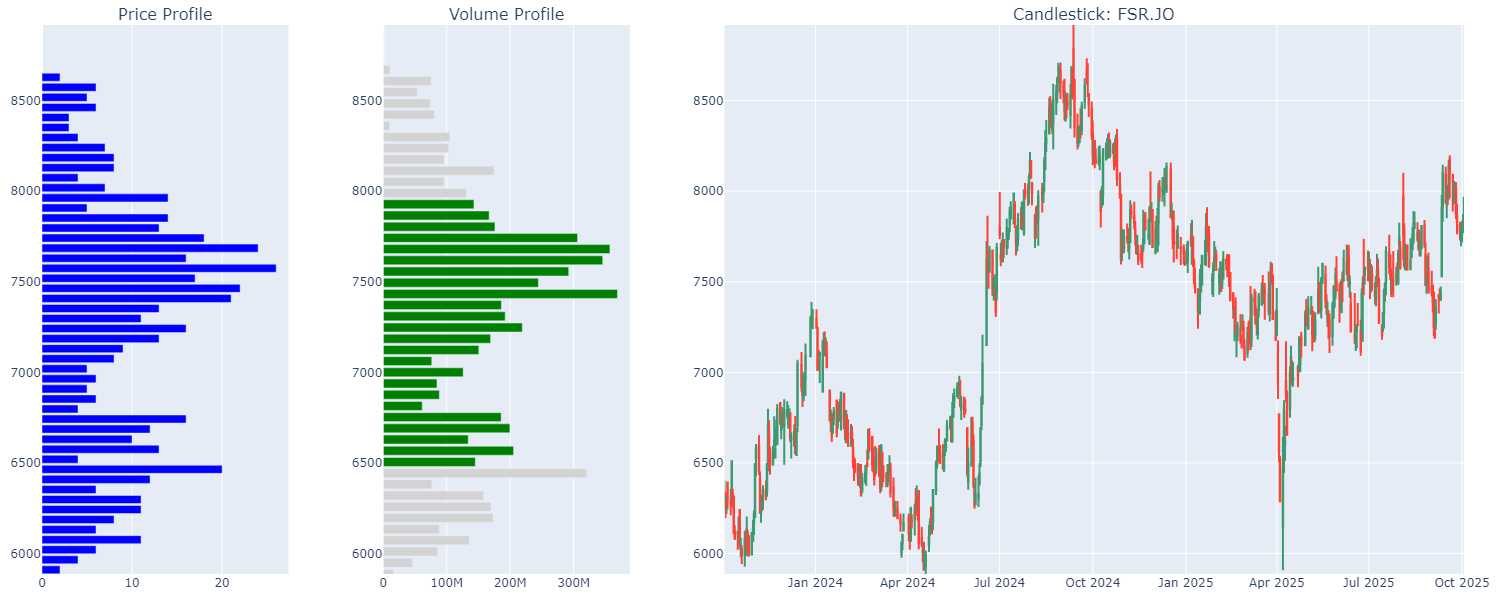 Price Profile
Volume Profile
Candlestick: FSR.JO
8500
8000
7500
7000
6500
6000
0
10
20
8500
8000
7500
7000
6500
6000
0
100M
200M
300M
8500
8000
7500
7000
6500
6000
Jan 2024
Apr 2024
Jul 2024
Oct 2024
Jan 2025
Apr 2025
Jul 2025
Oct 2025